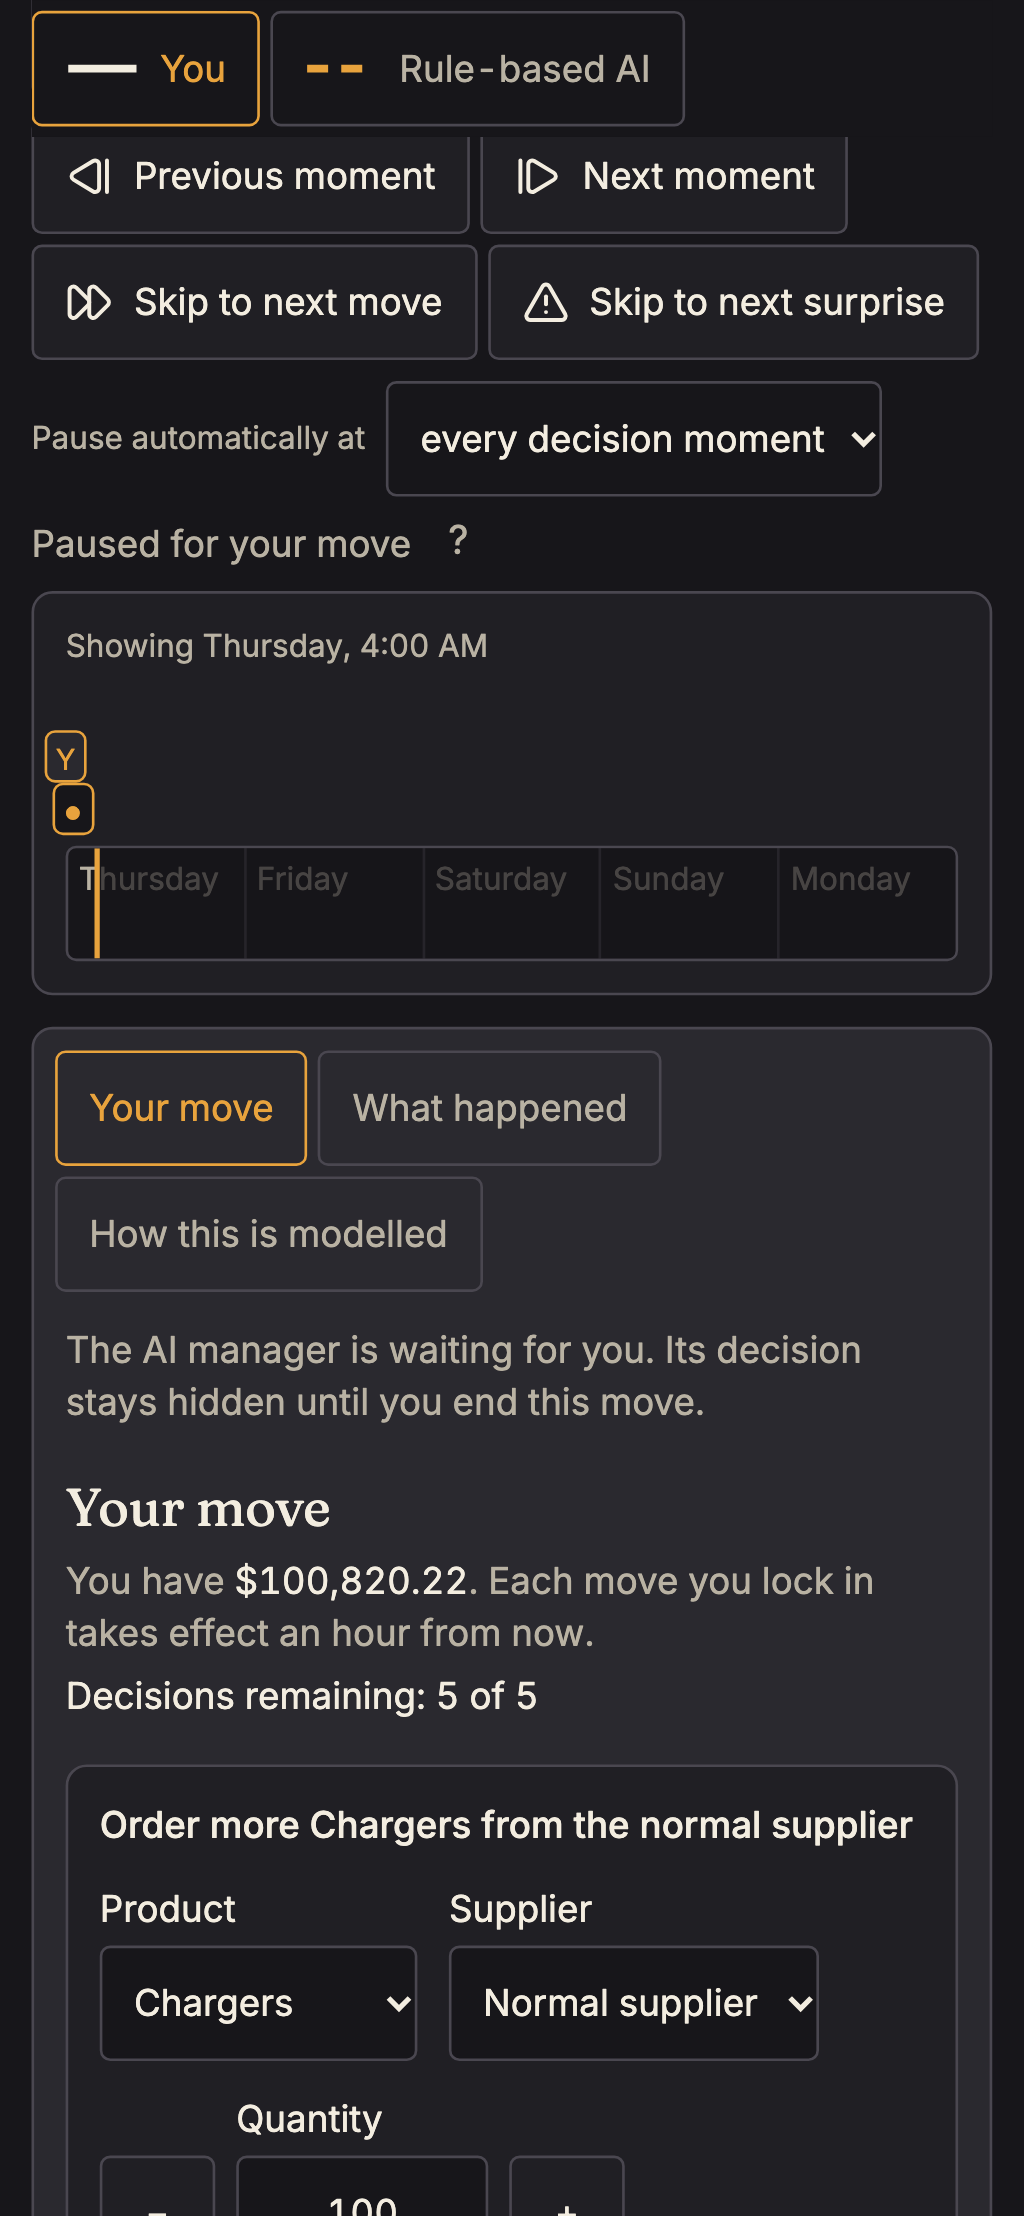 You
Rule-based AI
Previous moment
Next moment
Skip to next move
Skip to next surprise
Pause automatically at
every decision moment
Paused for your move ?
Showing Thursday, 4:00 AM
Y
Thursday
Friday
Saturday
Sunday
Monday
Your move
What happened
How this is modelled
The AI manager is waiting for you. Its decision
stays hidden until you end this move.
Your move
You have $100,820.22. Each move you lock in
takes effect an hour from now.
Decisions remaining: 5 of 5
Order more Chargers from the normal supplier
Product
Supplier
Chargers
Normal supplier
Quantity
- 100 +